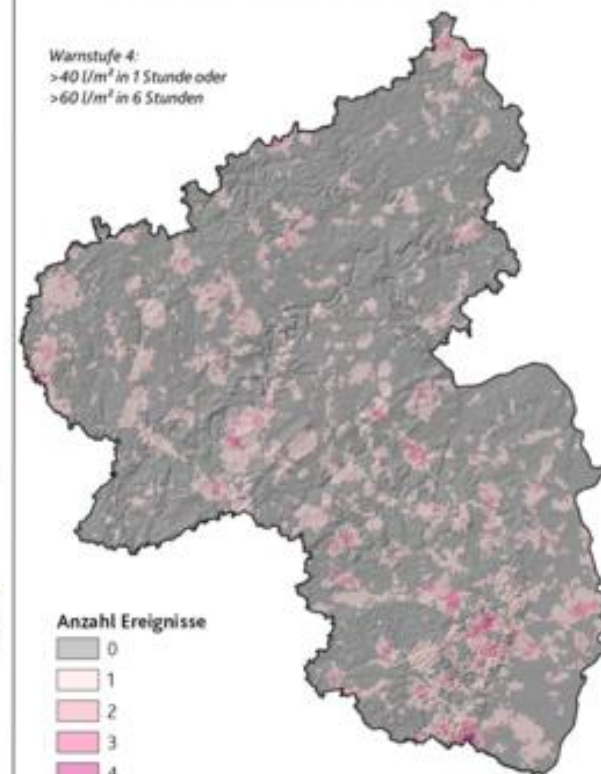 Warnstufe 4:
>40 l/m² in 1 Stunde oder
>60 l/m² in 6 Stunden
Anzahl Ereignisse
0
1
2
3
4